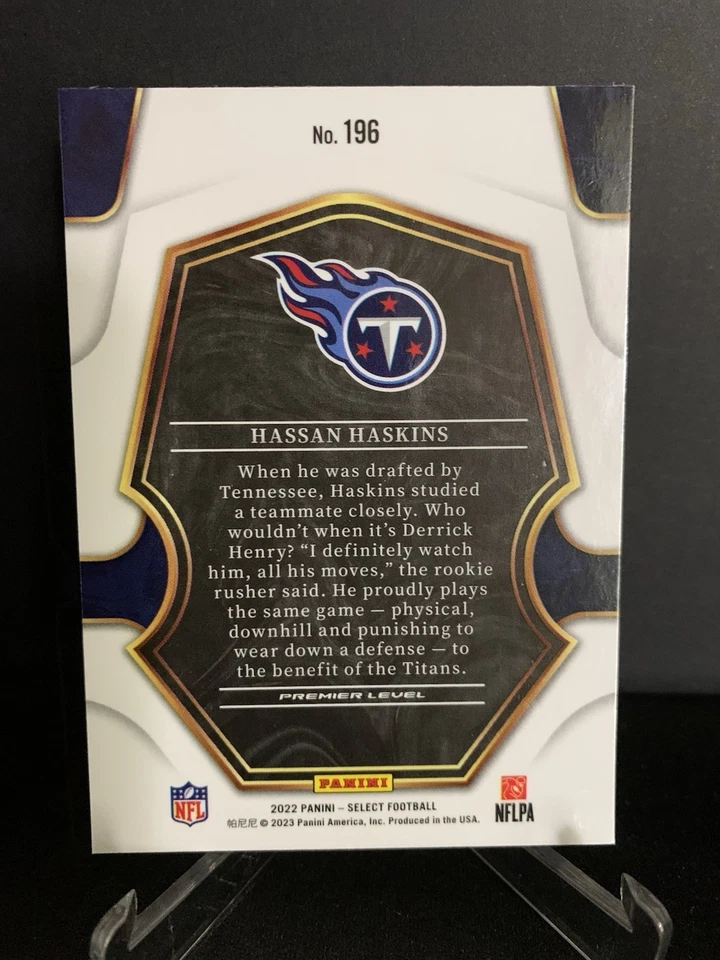 No. 196
T
HASSAN HASKINS
When he was drafted by
Tennessee, Haskins studied
a teammate closely. Who
wouldn't when it's Derrick
Henry? “I definitely watch
him, all his moves,” the rookie
rusher said. He proudly plays
the same game — physical,
downhill and punishing to
wear down a defense — to
the benefit of the Titans.
PREMIER LEVEL
PANINI
NFL
2022 PANINI – SELECT FOOTBALL
帕尼尼 © 2023 Panini America, Inc. Produced in the USA.
NFLPA